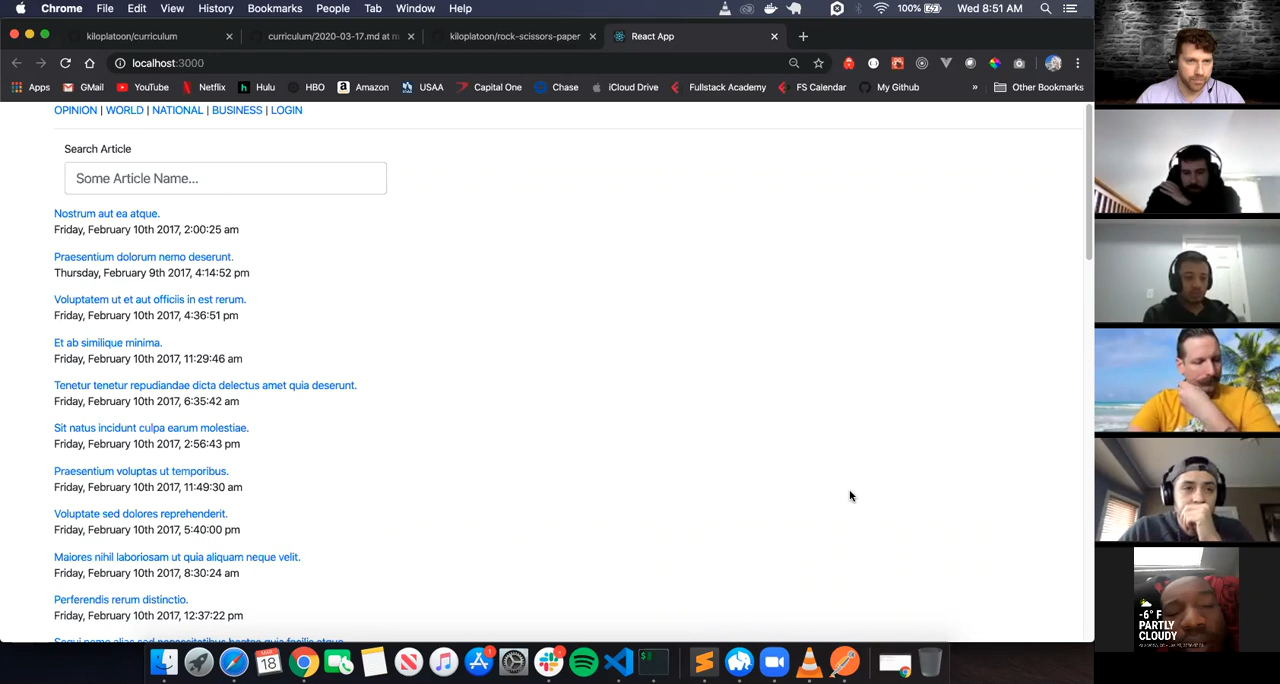 Chrome File Edit View History Bookmarks People Tab Window Help 100% Wed 8:51 AM
kiloplatoon/curriculum curriculum/2020-03-17.md at m kiloplatoon/rock-scissors-paper React App
localhost:3000
Apps GMail YouTube Netflix Hulu HBO Amazon USAA Capital One Chase iCloud Drive Fullstack Academy FS Calendar My Github » Other Bookmarks
OPINION | WORLD | NATIONAL | BUSINESS | LOGIN
Search Article
Some Article Name...
Nostrum aut ea atque.
Friday, February 10th 2017, 2:00:25 am
Praesentium dolorum nemo deserunt.
Thursday, February 9th 2017, 4:14:52 pm
Voluptatem ut et aut officiis in est rerum.
Friday, February 10th 2017, 4:36:51 pm
Et ab similique minima.
Friday, February 10th 2017, 11:29:46 am
Tenetur tenetur repudiandae dicta delectus amet quia deserunt.
Friday, February 10th 2017, 6:35:42 am
Sit natus incidunt culpa earum molestiae.
Friday, February 10th 2017, 2:56:43 pm
Praesentium voluptas ut temporibus.
Friday, February 10th 2017, 11:49:30 am
Voluptate sed dolores reprehenderit.
Friday, February 10th 2017, 5:40:00 pm
Maiores nihil laboriosam ut quia aliquam neque velit.
Friday, February 10th 2017, 8:30:24 am
Perferendis rerum distinctio.
Friday, February 10th 2017, 12:37:22 pm
-6° F
PARTLY
CLOUDY
MAR
18